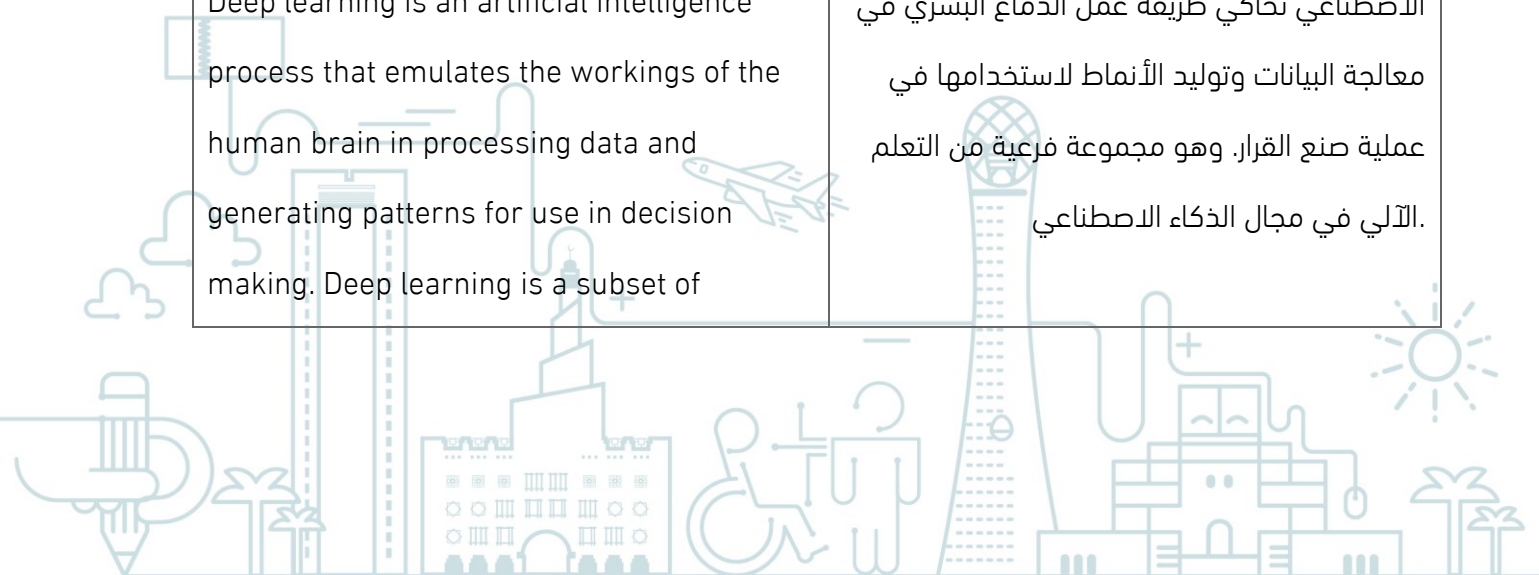 Deep learning is an artificial intelligence
process that emulates the workings of the
human brain in processing data and
generating patterns for use in decision
making. Deep learning is a subset of
الاصطناعي تحاكي طريقة عمل الدماغ البشري في
معالجة البيانات وتوليد الأنماط لاستخدامها في
عملية صنع القرار. وهو مجموعة فرعية من التعلم
الآلي في مجال الذكاء الاصطناعي.